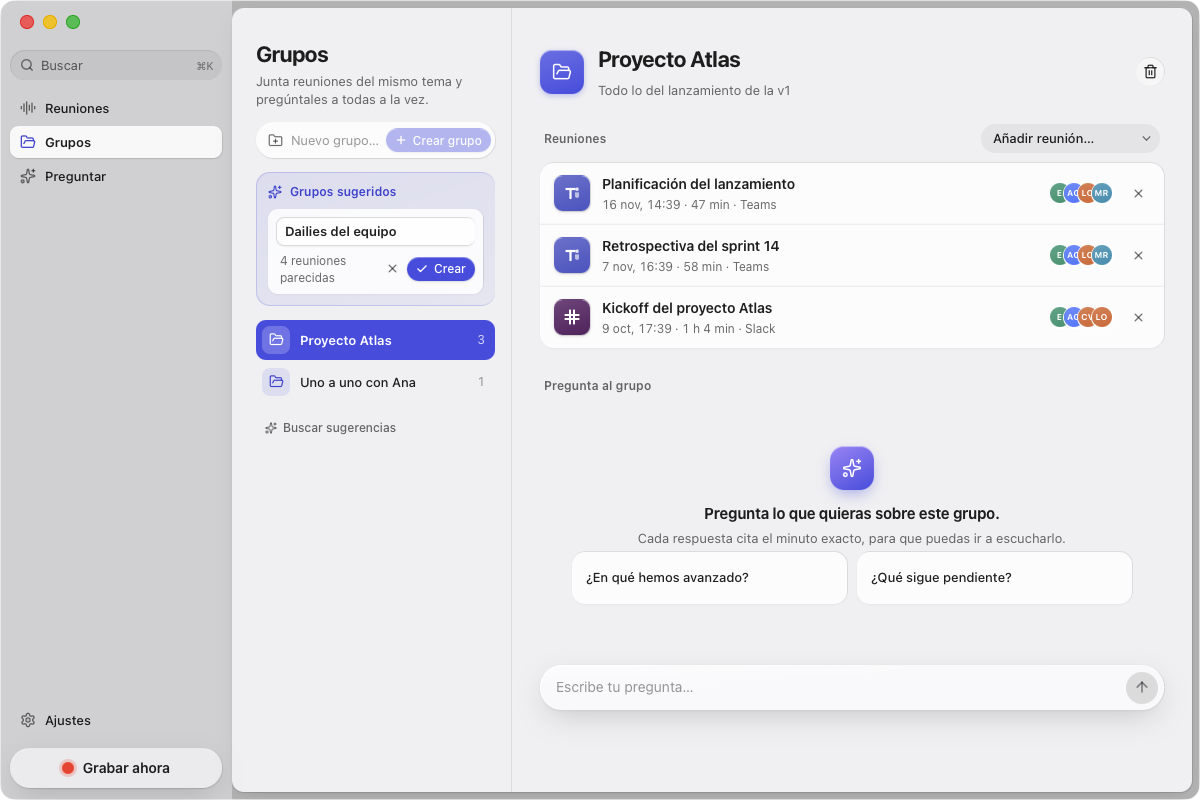 Buscar
⌘K
Reuniones
Grupos
Preguntar
Ajustes
Grabar ahora
Grupos
Junta reuniones del mismo tema y
pregúntales a todas a la vez.
Nuevo grupo...
+ Crear grupo
Grupos sugeridos
Dailies del equipo
4 reuniones
parecidas
Crear
Proyecto Atlas 3
Uno a uno con Ana 1
Buscar sugerencias
Proyecto Atlas
Todo lo del lanzamiento de la v1
Reuniones
Añadir reunión...
Planificación del lanzamiento
16 nov, 14:39 · 47 min · Teams
MR
Retrospectiva del sprint 14
7 nov, 16:39 · 58 min · Teams
MR
Kickoff del proyecto Atlas
9 oct, 17:39 · 1 h 4 min · Slack
LO
Pregunta al grupo
Pregunta lo que quieras sobre este grupo.
Cada respuesta cita el minuto exacto, para que puedas ir a escucharlo.
¿En qué hemos avanzado?
¿Qué sigue pendiente?
Escribe tu pregunta...